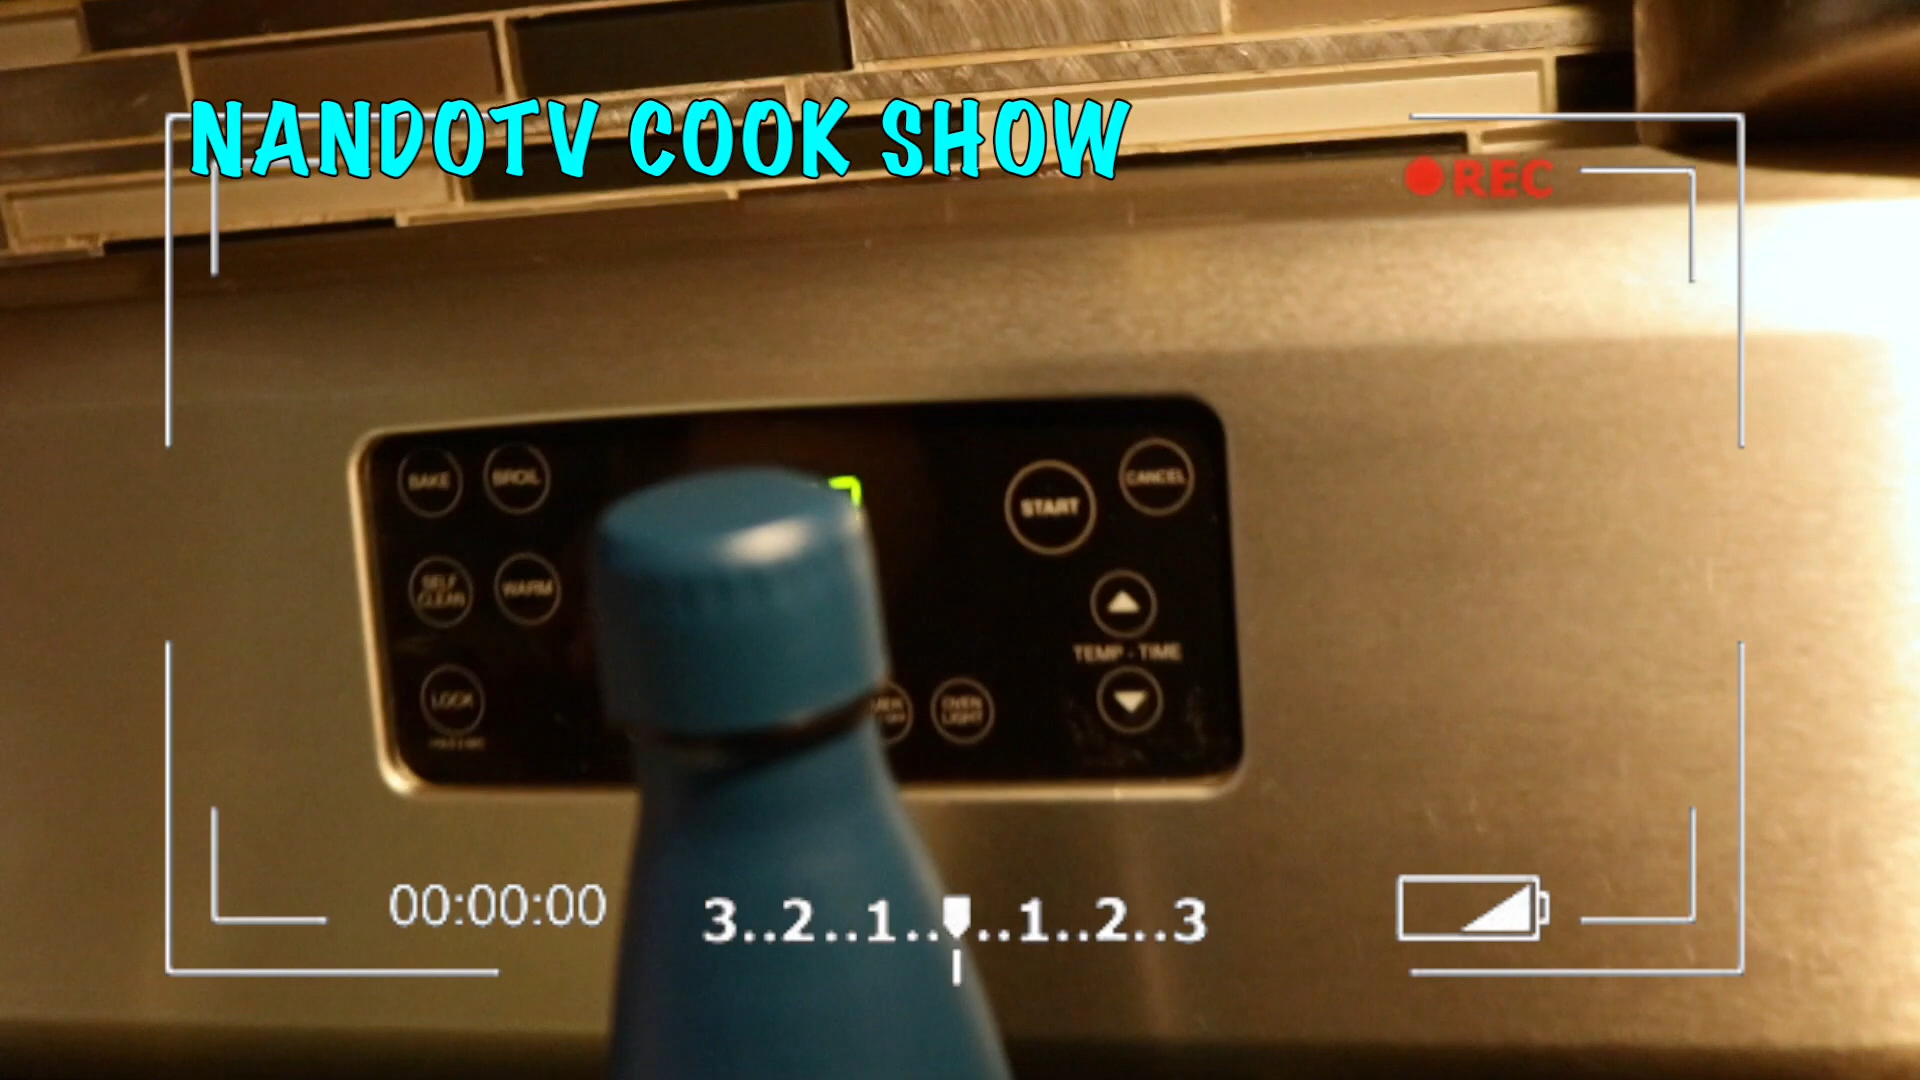 NANDOTV COOK SHOW
REC
BAKE
BROIL
START
CANCEL
SELF
CLEAN
WARM
TEMP - TIME
LOCK
OVEN
LIGHT
00:00:00
3..2..1....1..2..3